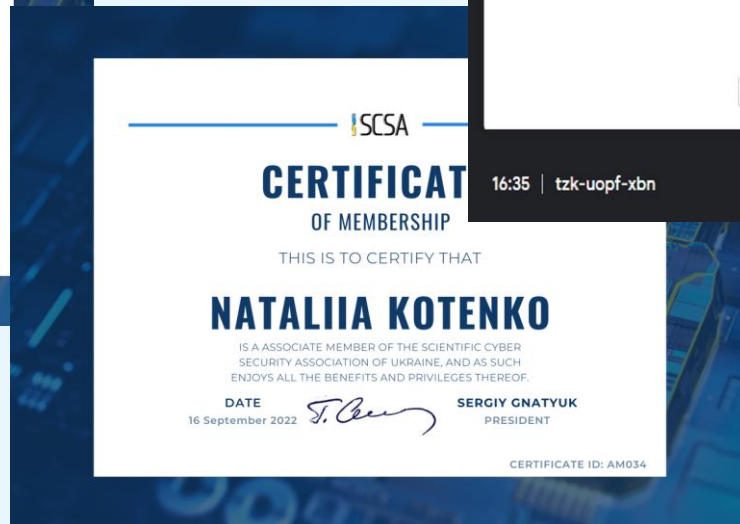 SCSA
CERTIFICAT
OF MEMBERSHIP
THIS IS TO CERTIFY THAT
NATALIIA KOTENKO
IS A ASSOCIATE MEMBER OF THE SCIENTIFIC CYBER
SECURITY ASSOCIATION OF UKRAINE, AND AS SUCH
ENJOYS ALL THE BENEFITS AND PRIVILEGES THEREOF.
DATE
16 September 2022
SERGIY GNATYUK
PRESIDENT
CERTIFICATE ID: AM034
16:35 | tzk-uopf-xbn